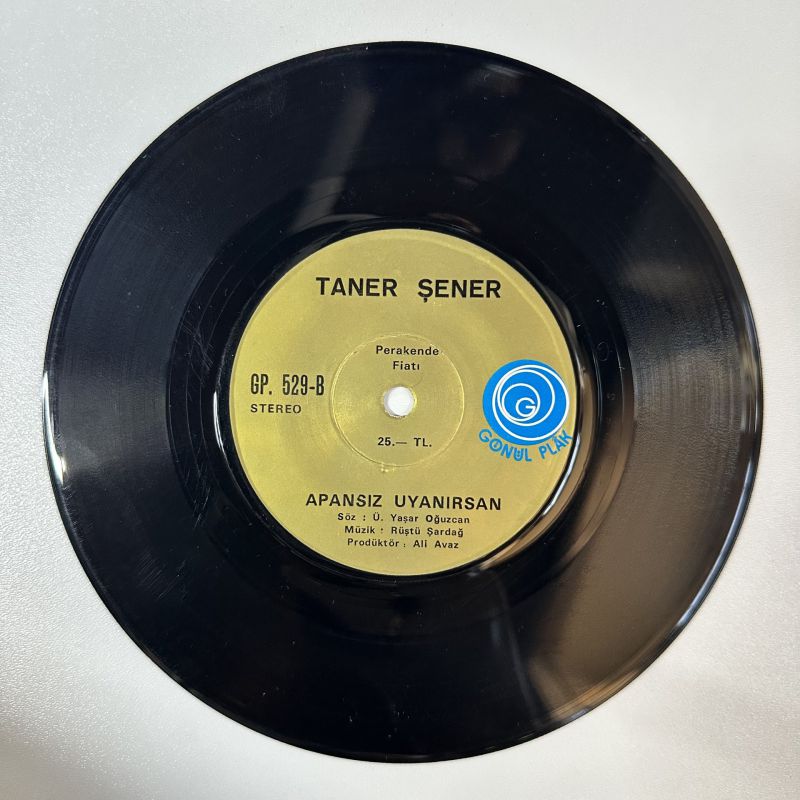 TANER ŞENER
Perakende
Fiatı
GP. 529-B
STEREO
G
GÖNÜL PLÂK
25.— TL.
APANSIZ UYANIRSAN
Söz : Ü. Yaşar Oğuzcan
Müzik : Rüştü Şardağ
Prodüktör : Ali Avaz